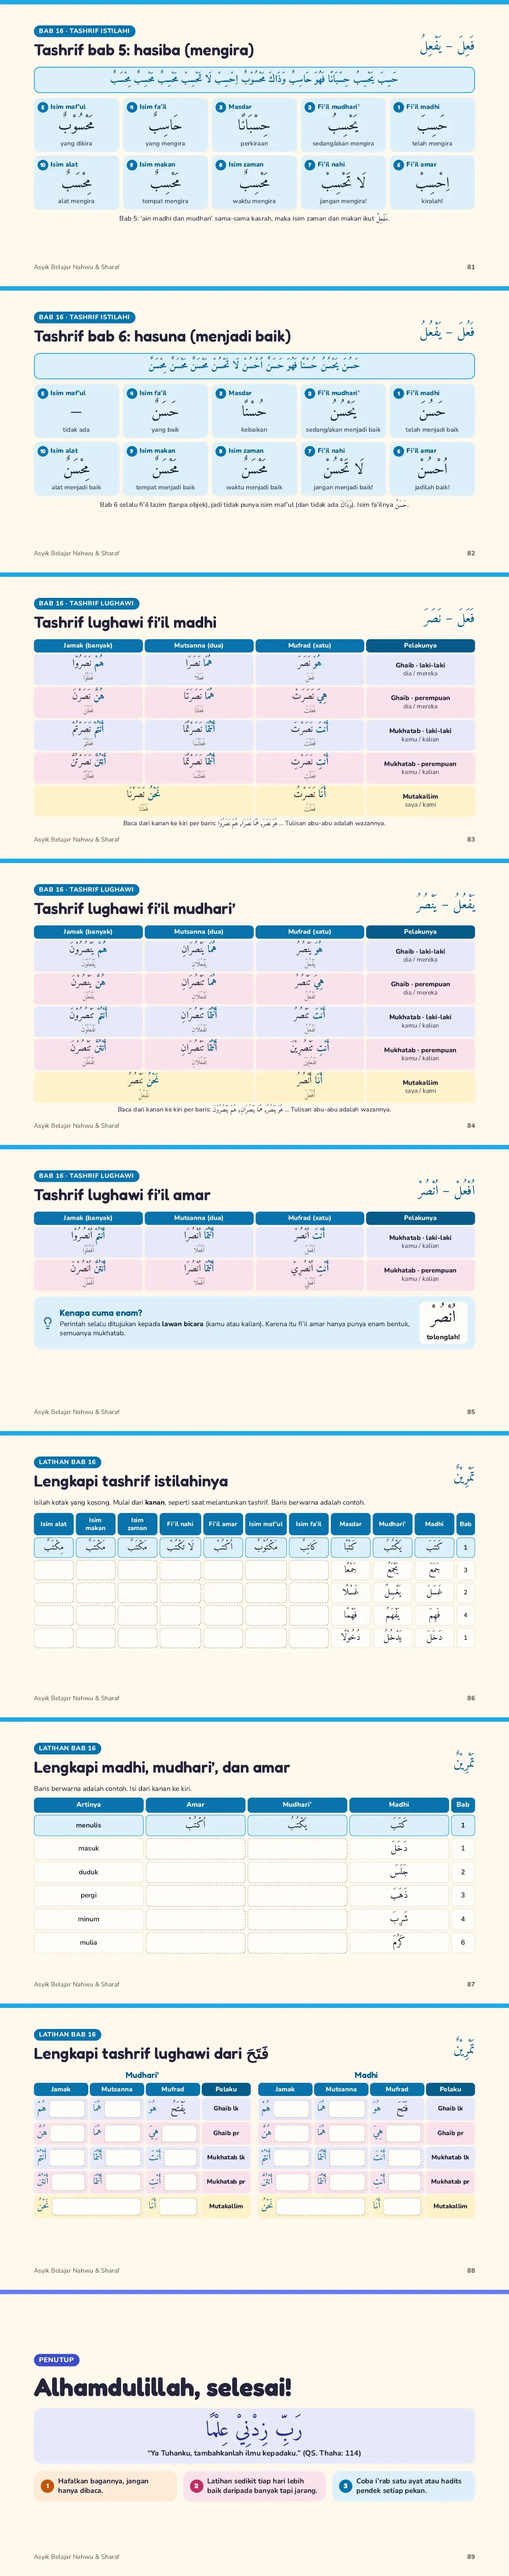 BAB 16 · TASHRIF ISTILAHI
Tashrif bab 5: hasiba (mengira)
فَعِلَ – يَفْعِلُ
حَسِبَ يَحْسِبُ حِسْبَانًا فَهُوَ حَاسِبٌ وَذَاكَ مَحْسُوْبٌ اِحْسِبْ لَا تَحْسِبْ مَحْسِبٌ مَحْسِبٌ مِحْسَبٌ
5 Isim maf'ul
4 Isim fa'il
3 Masdar
2 Fi'il mudhari'
1 Fi'il madhi
مَحْسُوْبٌ
حَاسِبٌ
حِسْبَانًا
يَحْسِبُ
حَسِبَ
yang dikira
yang mengira
perkiraan
sedang/akan mengira
telah mengira
10 Isim alat
9 Isim makan
8 Isim zaman
7 Fi'il nahi
6 Fi'il amar
مِحْسَبٌ
مَحْسِبٌ
مَحْسِبٌ
لَا تَحْسِبْ
اِحْسِبْ
alat mengira
tempat mengira
waktu mengira
jangan mengira!
kiralah!
Bab 5: 'ain madhi dan mudhari' sama-sama kasrah, maka isim zaman dan makan ikut مَفْعِلٌ.
Asyik Belajar Nahwu & Sharaf
81
BAB 16 · TASHRIF ISTILAHI
Tashrif bab 6: hasuna (menjadi baik)
فَعُلَ – يَفْعُلُ
حَسُنَ يَحْسُنُ حُسْنًا فَهُوَ حَسَنٌ اُحْسُنْ لَا تَحْسُنْ مَحْسَنٌ مَحْسَنٌ مِحْسَنٌ
5 Isim maf'ul
4 Isim fa'il
3 Masdar
2 Fi'il mudhari'
1 Fi'il madhi
—
حَسَنٌ
حُسْنًا
يَحْسُنُ
حَسُنَ
tidak ada
yang baik
kebaikan
sedang/akan menjadi baik
telah menjadi baik
10 Isim alat
9 Isim makan
8 Isim zaman
7 Fi'il nahi
6 Fi'il amar
مِحْسَنٌ
مَحْسَنٌ
مَحْسَنٌ
لَا تَحْسُنْ
اُحْسُنْ
alat menjadi baik
tempat menjadi baik
waktu menjadi baik
jangan menjadi baik!
jadilah baik!
Bab 6 selalu fi'il lazim (tanpa objek), jadi tidak punya isim maf'ul (dan tidak ada وَذَاكَ). Isim fa'ilnya حَسَنٌ.
Asyik Belajar Nahwu & Sharaf
82
BAB 16 · TASHRIF LUGHAWI
Tashrif lughawi fi'il madhi
فَعَلَ – نَصَرَ
Jamak (banyak)
Mutsanna (dua)
Mufrad (satu)
Pelakunya
هُمْ نَصَرُوْا
هُمَا نَصَرَا
هُوَ نَصَرَ
Ghaib · laki-laki
فَعَلُوْا
فَعَلَا
فَعَلَ
dia / mereka
هُنَّ نَصَرْنَ
هُمَا نَصَرَتَا
هِيَ نَصَرَتْ
Ghaib · perempuan
فَعَلْنَ
فَعَلَتَا
فَعَلَتْ
dia / mereka
أَنْتُمْ نَصَرْتُمْ
أَنْتُمَا نَصَرْتُمَا
أَنْتَ نَصَرْتَ
Mukhatab · laki-laki
فَعَلْتُمْ
فَعَلْتُمَا
فَعَلْتَ
kamu / kalian
أَنْتُنَّ نَصَرْتُنَّ
أَنْتُمَا نَصَرْتُمَا
أَنْتِ نَصَرْتِ
Mukhatab · perempuan
فَعَلْتُنَّ
فَعَلْتُمَا
فَعَلْتِ
kamu / kalian
نَحْنُ نَصَرْنَا
أَنَا نَصَرْتُ
Mutakallim
فَعَلْنَا
فَعَلْتُ
saya / kami
Baca dari kanan ke kiri per baris: هُوَ نَصَرَ، هُمَا نَصَرَا، هُمْ نَصَرُوْا ... Tulisan abu-abu adalah wazannya.
Asyik Belajar Nahwu & Sharaf
83
BAB 16 · TASHRIF LUGHAWI
Tashrif lughawi fi'il mudhari'
يَفْعُلُ – يَنْصُرُ
Jamak (banyak)
Mutsanna (dua)
Mufrad (satu)
Pelakunya
هُمْ يَنْصُرُوْنَ
هُمَا يَنْصُرَانِ
هُوَ يَنْصُرُ
Ghaib · laki-laki
يَفْعُلُوْنَ
يَفْعُلَانِ
يَفْعُلُ
dia / mereka
هُنَّ يَنْصُرْنَ
هُمَا تَنْصُرَانِ
هِيَ تَنْصُرُ
Ghaib · perempuan
يَفْعُلْنَ
تَفْعُلَانِ
تَفْعُلُ
dia / mereka
أَنْتُمْ تَنْصُرُوْنَ
أَنْتُمَا تَنْصُرَانِ
أَنْتَ تَنْصُرُ
Mukhatab · laki-laki
تَفْعُلُوْنَ
تَفْعُلَانِ
تَفْعُلُ
kamu / kalian
أَنْتُنَّ تَنْصُرْنَ
أَنْتُمَا تَنْصُرَانِ
أَنْتِ تَنْصُرِيْنَ
Mukhatab · perempuan
تَفْعُلْنَ
تَفْعُلَانِ
تَفْعُلِيْنَ
kamu / kalian
نَحْنُ نَنْصُرُ
أَنَا أَنْصُرُ
Mutakallim
نَفْعُلُ
أَفْعُلُ
saya / kami
Baca dari kanan ke kiri per baris: هُوَ يَنْصُرُ، هُمَا يَنْصُرَانِ، هُمْ يَنْصُرُوْنَ ... Tulisan abu-abu adalah wazannya.
Asyik Belajar Nahwu & Sharaf
84
BAB 16 · TASHRIF LUGHAWI
Tashrif lughawi fi'il amar
اُفْعُلْ – اُنْصُرْ
Jamak (banyak)
Mutsanna (dua)
Mufrad (satu)
Pelakunya
أَنْتُمْ اُنْصُرُوْا
أَنْتُمَا اُنْصُرَا
أَنْتَ اُنْصُرْ
Mukhatab · laki-laki
اُفْعُلُوْا
اُفْعُلَا
اُفْعُلْ
kamu / kalian
أَنْتُنَّ اُنْصُرْنَ
أَنْتُمَا اُنْصُرَا
أَنْتِ اُنْصُرِيْ
Mukhatab · perempuan
اُفْعُلْنَ
اُفْعُلَا
اُفْعُلِيْ
kamu / kalian
Kenapa cuma enam?
Perintah selalu ditujukan kepada lawan bicara (kamu atau kalian). Karena itu fi'il amar hanya punya enam bentuk,
semuanya mukhatab.
اُنْصُرْ
tolonglah!
Asyik Belajar Nahwu & Sharaf
85
LATIHAN BAB 16
Lengkapi tashrif istilahinya
تَمْرِيْنٌ
Isilah kotak yang kosong. Mulai dari kanan, seperti saat melantunkan tashrif. Baris berwarna adalah contoh.
Isim alat
Isim makan
Isim zaman
Fi'il nahi
Fi'il amar
Isim maf'ul
Isim fa'il
Masdar
Mudhari'
Madhi
Bab
مِكْتَبٌ
مَكْتَبٌ
مَكْتَبٌ
لَا تَكْتُبْ
اُكْتُبْ
مَكْتُوْبٌ
كَاتِبٌ
كَتْبًا
يَكْتُبُ
كَتَبَ
1
جَمْعًا
يَجْمَعُ
جَمَعَ
3
غَسْلًا
يَغْسِلُ
غَسَلَ
2
فَهْمًا
يَفْهَمُ
فَهِمَ
4
دُخُوْلًا
يَدْخُلُ
دَخَلَ
1
Asyik Belajar Nahwu & Sharaf
86
LATIHAN BAB 16
Lengkapi madhi, mudhari', dan amar
تَمْرِيْنٌ
Baris berwarna adalah contoh. Isi dari kanan ke kiri.
Artinya
Amar
Mudhari'
Madhi
Bab
menulis
اُكْتُبْ
يَكْتُبُ
كَتَبَ
1
masuk
دَخَلَ
1
duduk
جَلَسَ
2
pergi
ذَهَبَ
3
minum
شَرِبَ
4
mulia
كَرُمَ
6
Asyik Belajar Nahwu & Sharaf
87
LATIHAN BAB 16
Lengkapi tashrif lughawi dari فَتَحَ
تَمْرِيْنٌ
Mudhari'
Madhi
Jamak
Mutsanna
Mufrad
Pelaku
Jamak
Mutsanna
Mufrad
Pelaku
هُمْ
هُمَا
هُوَ يَفْتَحُ
Ghaib lk
هُمْ
هُمَا
هُوَ فَتَحَ
Ghaib lk
هُنَّ
هُمَا
هِيَ
Ghaib pr
هُنَّ
هُمَا
هِيَ
Ghaib pr
أَنْتُمْ
أَنْتُمَا
أَنْتَ
Mukhatab lk
أَنْتُمْ
أَنْتُمَا
أَنْتَ
Mukhatab lk
أَنْتُنَّ
أَنْتُمَا
أَنْتِ
Mukhatab pr
أَنْتُنَّ
أَنْتُمَا
أَنْتِ
Mukhatab pr
نَحْنُ
أَنَا
Mutakallim
نَحْنُ
أَنَا
Mutakallim
Asyik Belajar Nahwu & Sharaf
88
PENUTUP
Alhamdulillah, selesai!
رَبِّ زِدْنِيْ عِلْمًا
"Ya Tuhanku, tambahkanlah ilmu kepadaku." (QS. Thaha: 114)
1 Hafalkan bagannya, jangan
hanya dibaca.
2 Latihan sedikit tiap hari lebih
baik daripada banyak tapi jarang.
3 Coba i'rab satu ayat atau hadits
pendek setiap pekan.
Asyik Belajar Nahwu & Sharaf
89